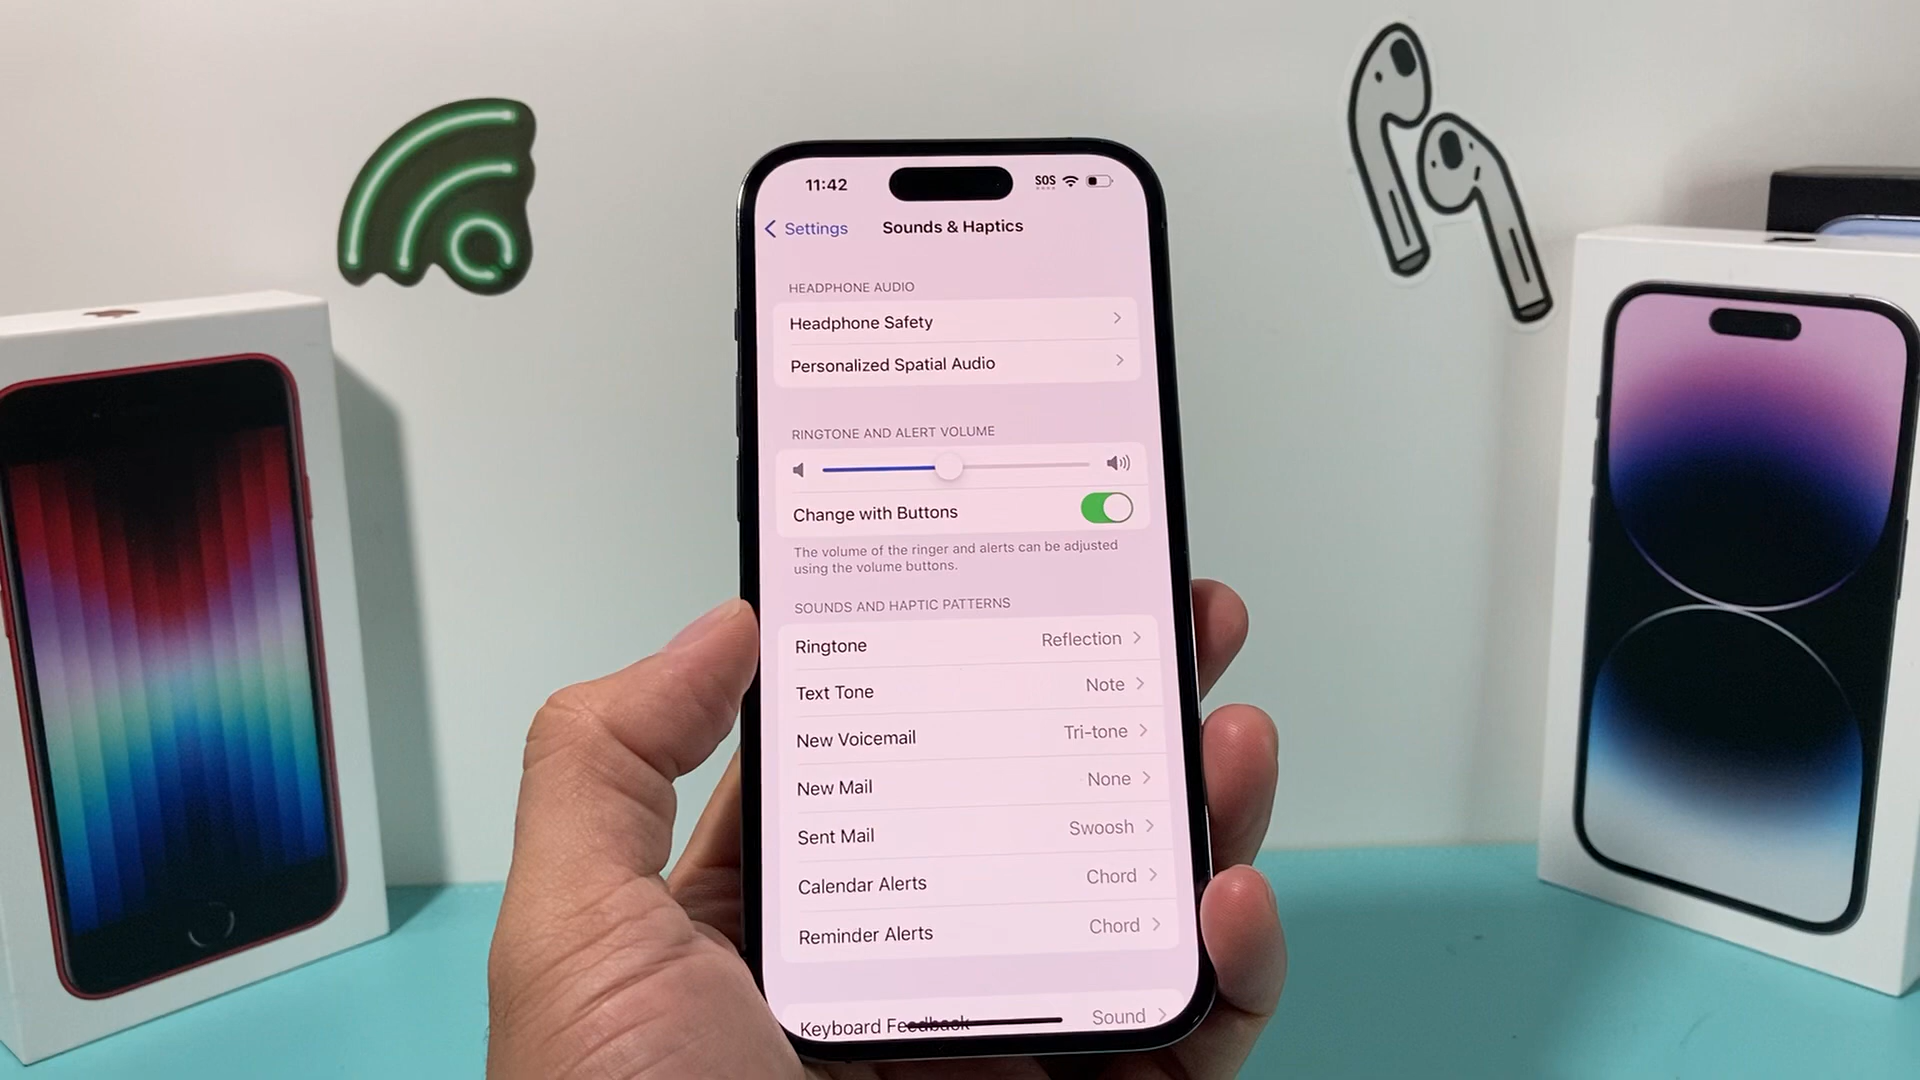 11:42 SOS
Settings Sounds & Haptics
HEADPHONE AUDIO
Headphone Safety
Personalized Spatial Audio
RINGTONE AND ALERT VOLUME
Change with Buttons
The volume of the ringer and alerts can be adjusted
using the volume buttons.
SOUNDS AND HAPTIC PATTERNS
Ringtone Reflection
Text Tone Note
New Voicemail Tri-tone
New Mail None
Sent Mail Swoosh
Calendar Alerts Chord
Reminder Alerts Chord
Keyboard Feedback Sound